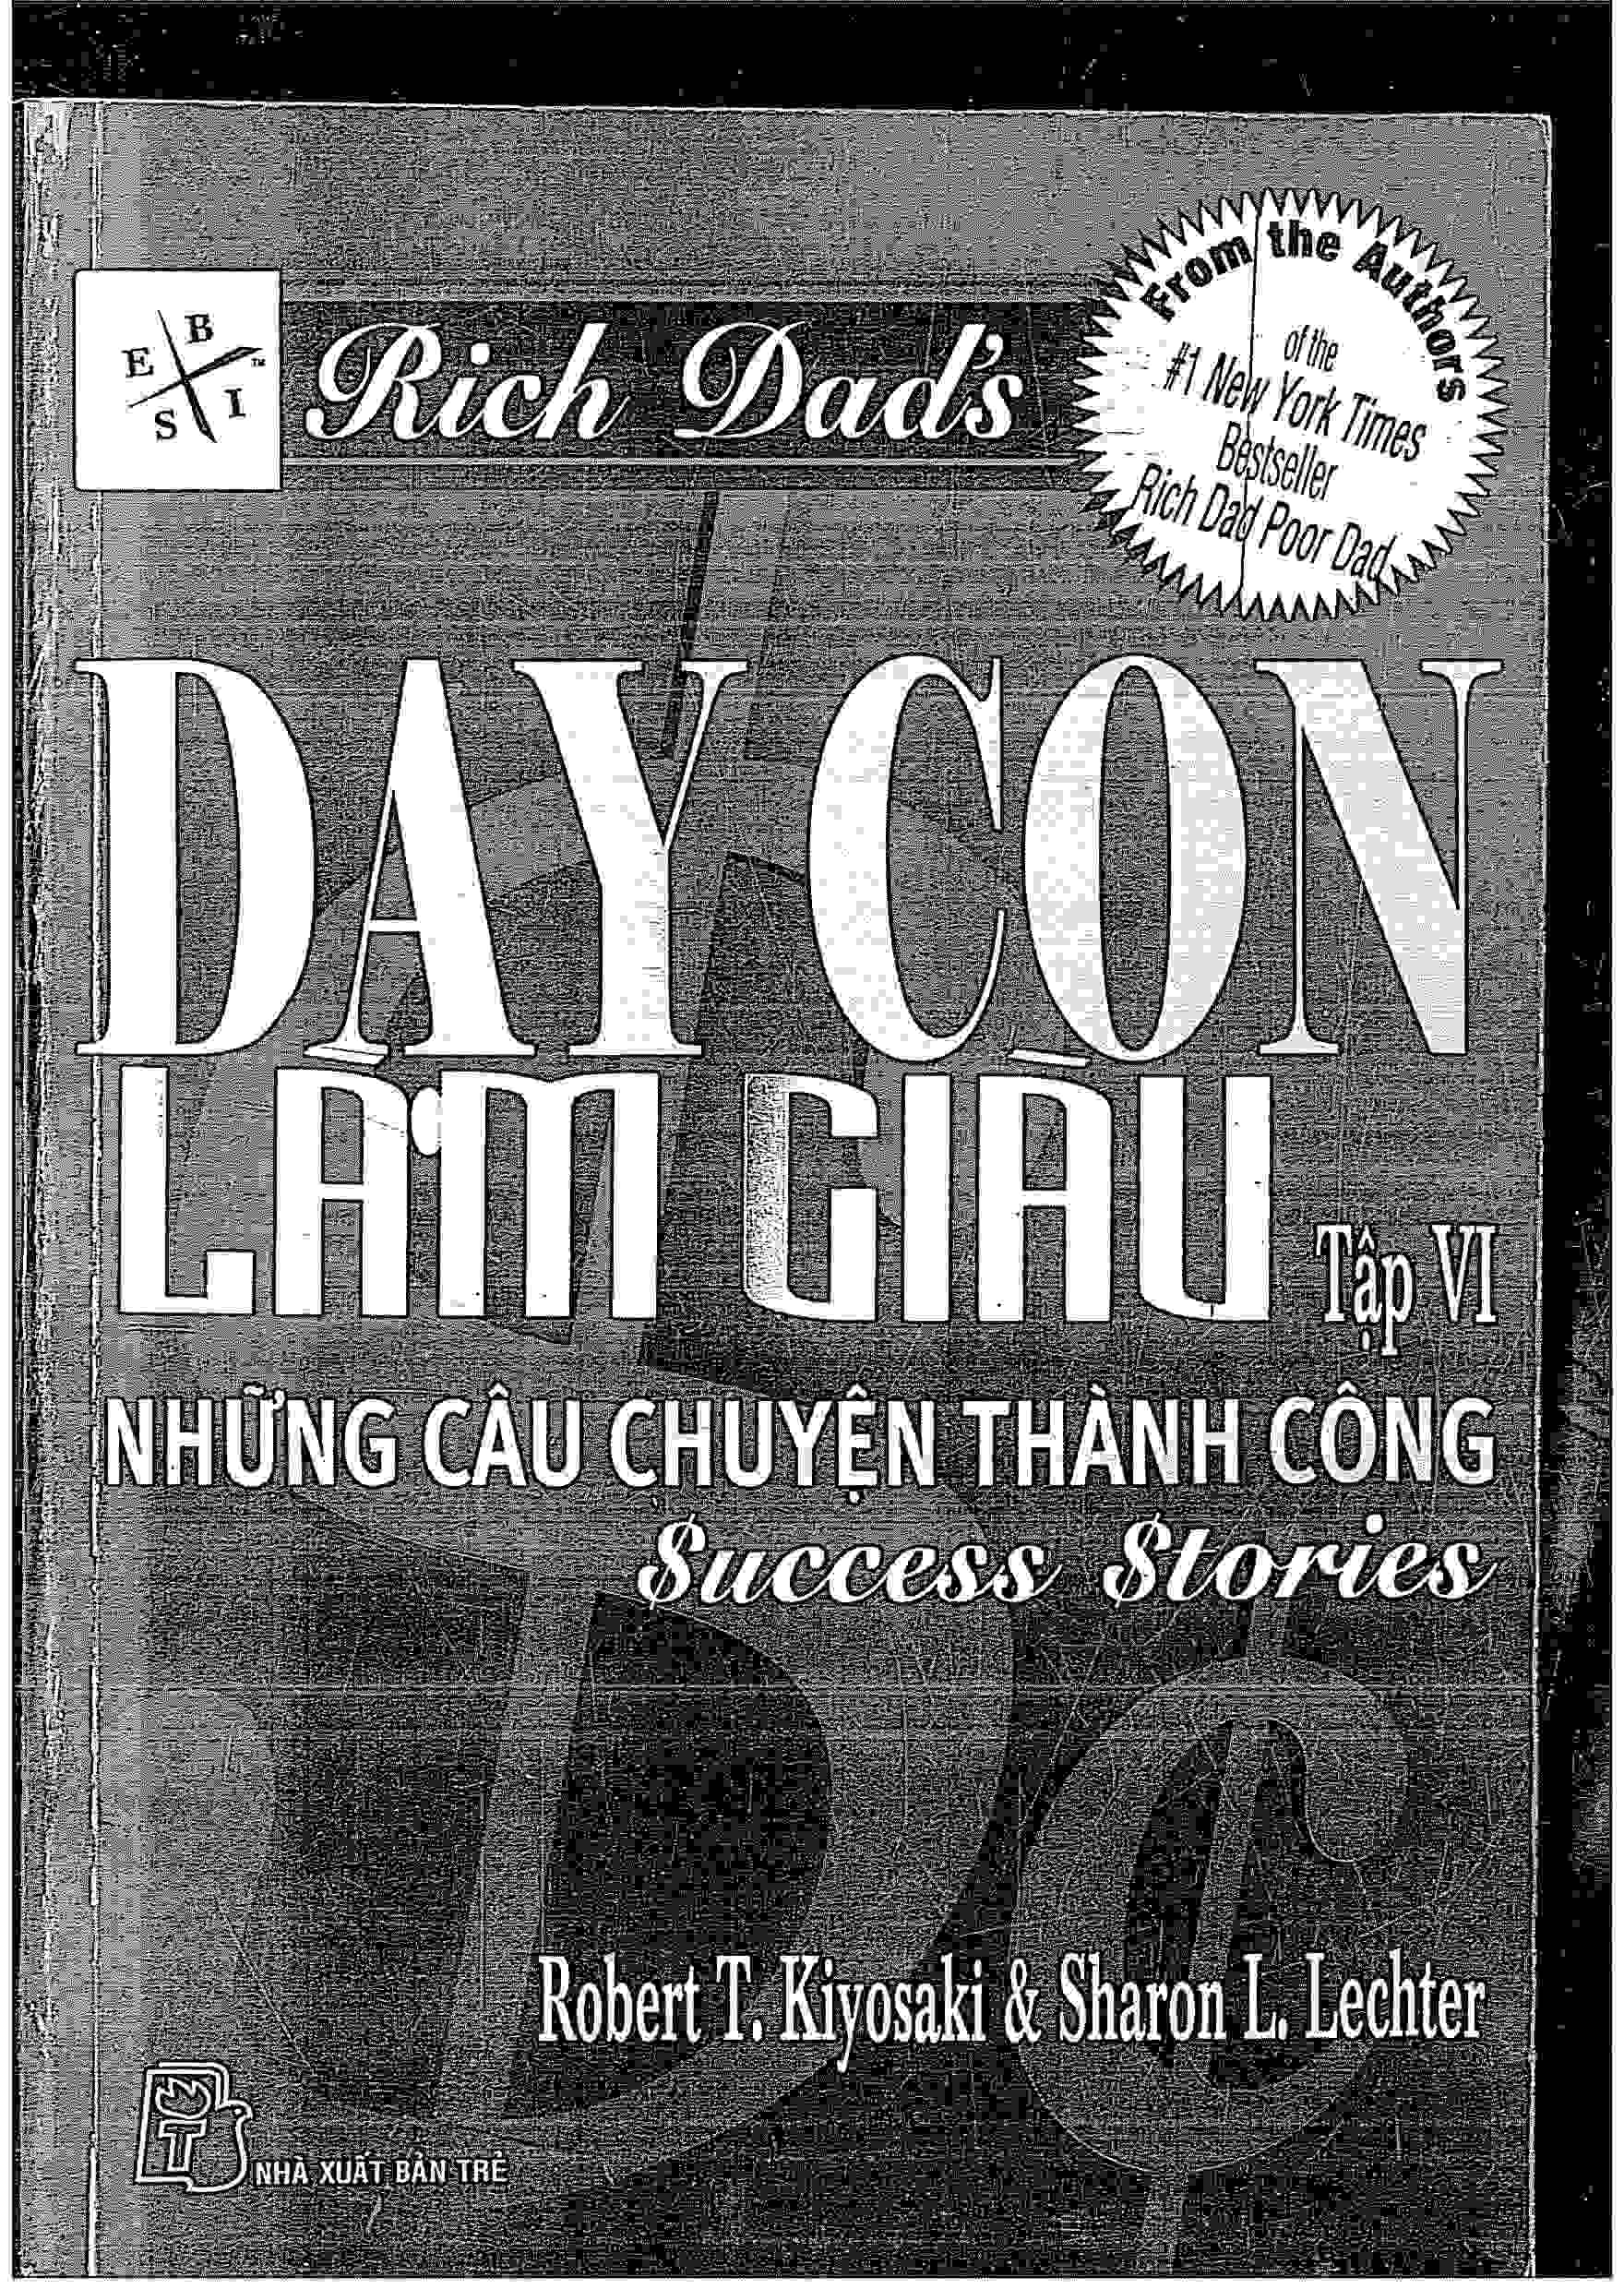 B
E
™
S
I
Rich Dad's
From the Authors
of the
#1 New York Times
Bestseller
Rich Dad Poor Dad
DẠY CON
LÀM GIÀU
Tập VI
NHỮNG CÂU CHUYỆN THÀNH CÔNG
$uccess $tories
Robert T. Kiyosaki & Sharon L. Lechter
T
NHÀ XUẤT BẢN TRẺ